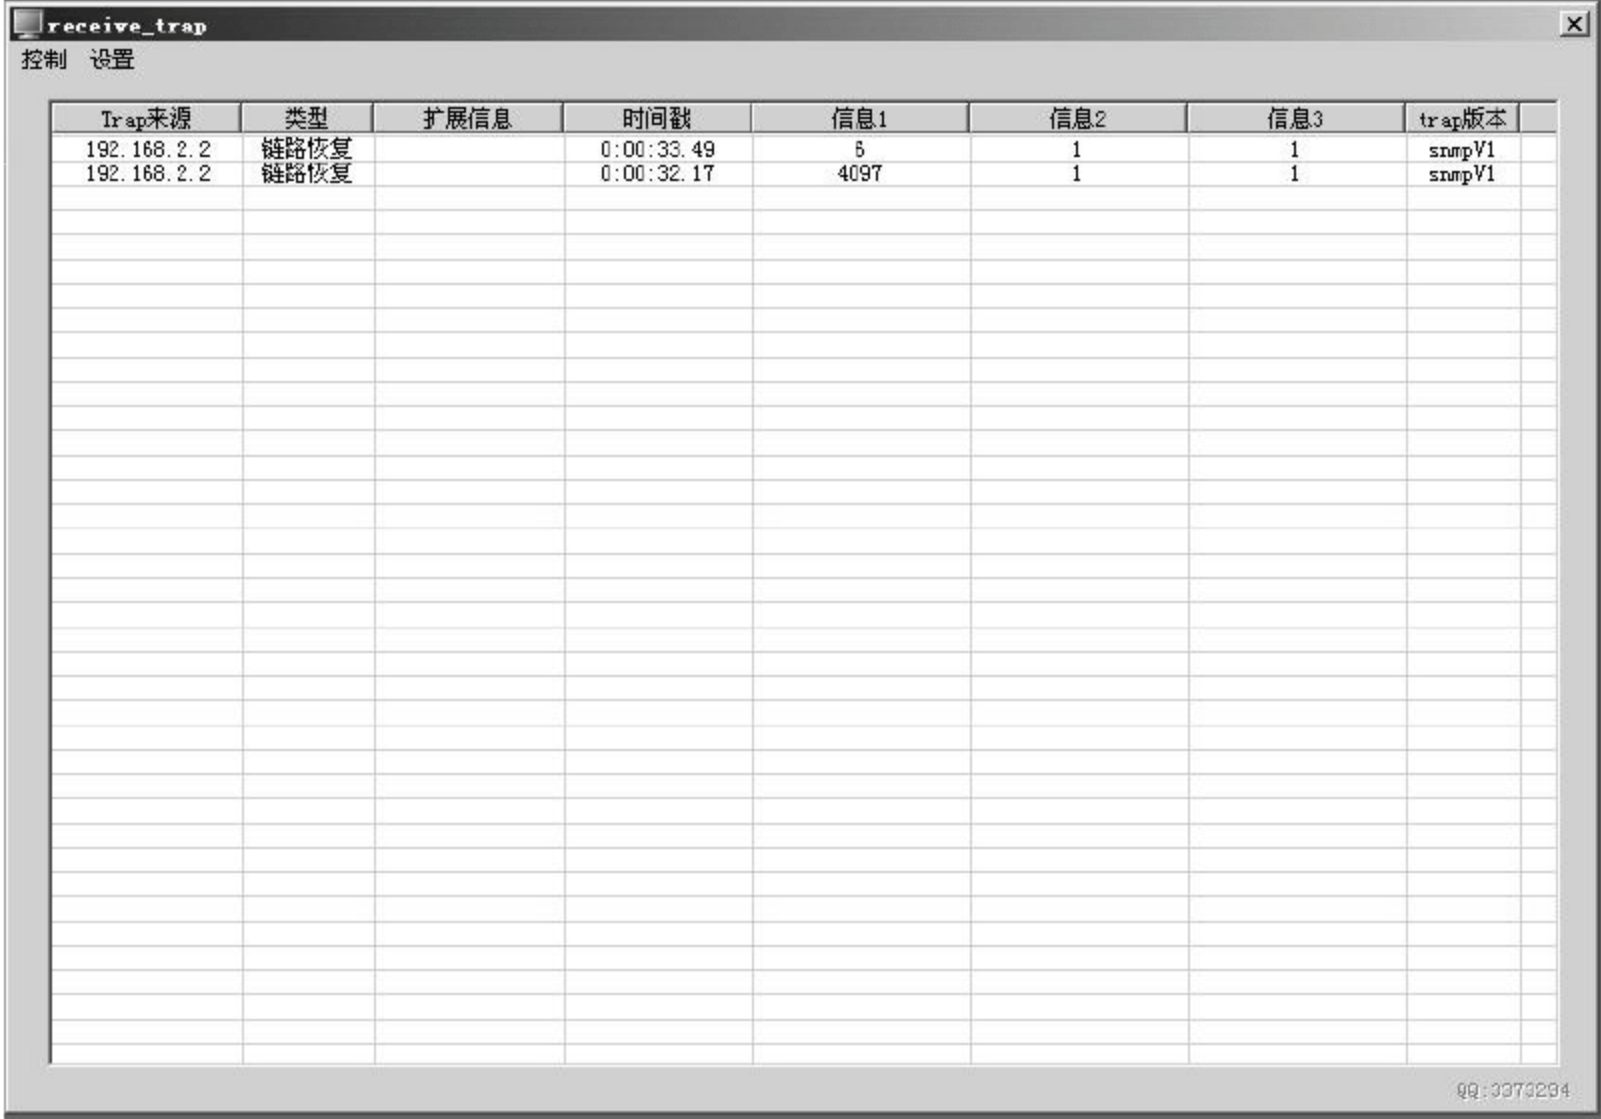 receive_trap
控制 设置
Trap来源 类型 扩展信息 时间戳 信息1 信息2 信息3 trap版本
192.168.2.2 链路恢复 0:00:33.49 6 1 1 snmpV1
192.168.2.2 链路恢复 0:00:32.17 4097 1 1 snmpV1
QQ:3373294